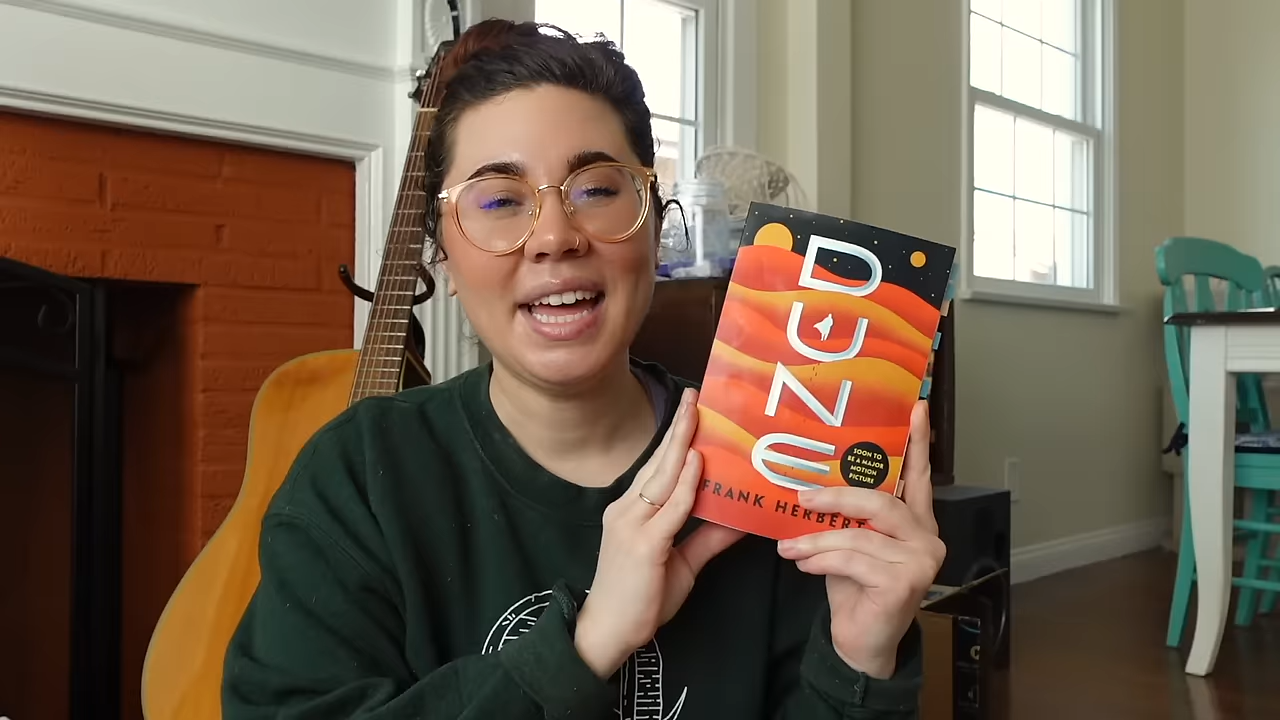 DUNE
SOON TO
BE A MAJOR
MOTION
PICTURE
FRANK HERBERT